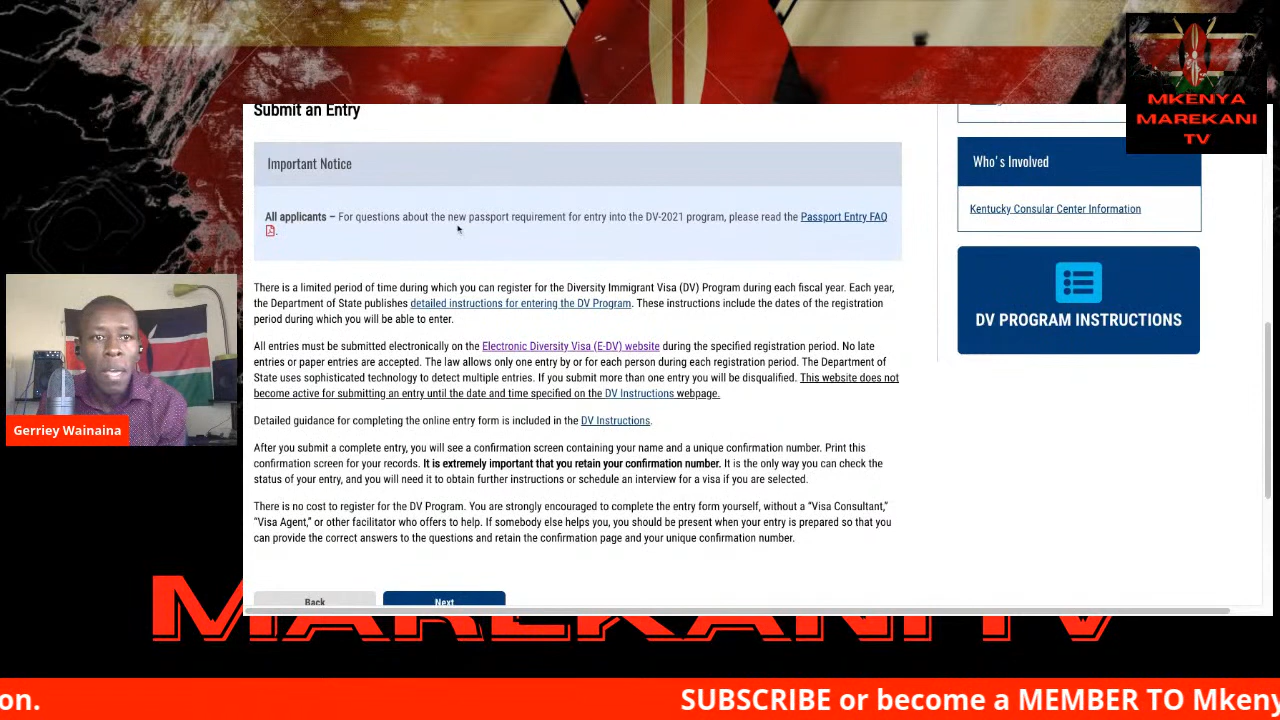 MKENYA
MAREKANI
TV
Submit an Entry
Important Notice
All applicants – For questions about the new passport requirement for entry into the DV-2021 program, please read the Passport Entry FAQ
.
There is a limited period of time during which you can register for the Diversity Immigrant Visa (DV) Program during each fiscal year. Each year,
the Department of State publishes detailed instructions for entering the DV Program. These instructions include the dates of the registration
period during which you will be able to enter.
All entries must be submitted electronically on the Electronic Diversity Visa (E-DV) website during the specified registration period. No late
entries or paper entries are accepted. The law allows only one entry by or for each person during each registration period. The Department of
State uses sophisticated technology to detect multiple entries. If you submit more than one entry you will be disqualified. This website does not
become active for submitting an entry until the date and time specified on the DV Instructions webpage.
Detailed guidance for completing the online entry form is included in the DV Instructions.
After you submit a complete entry, you will see a confirmation screen containing your name and a unique confirmation number. Print this
confirmation screen for your records. It is extremely important that you retain your confirmation number. It is the only way you can check the
status of your entry, and you will need it to obtain further instructions or schedule an interview for a visa if you are selected.
There is no cost to register for the DV Program. You are strongly encouraged to complete the entry form yourself, without a “Visa Consultant,”
“Visa Agent,” or other facilitator who offers to help. If somebody else helps you, you should be present when your entry is prepared so that you
can provide the correct answers to the questions and retain the confirmation page and your unique confirmation number.
Back
Next
Who's Involved
Kentucky Consular Center Information
DV PROGRAM INSTRUCTIONS
Gerriey Wainaina
MAREKANI TV
on.
SUBSCRIBE or become a MEMBER TO Mkeny